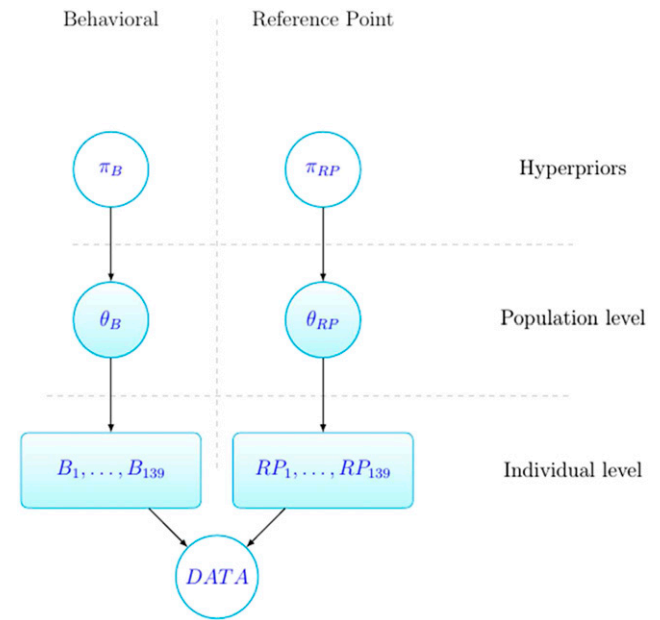 Behavioral Reference Point
π_B π_RP Hyperpriors
θ_B θ_RP Population level
B_1, . . . , B_139 RP_1, . . . , RP_139 Individual level
DATA